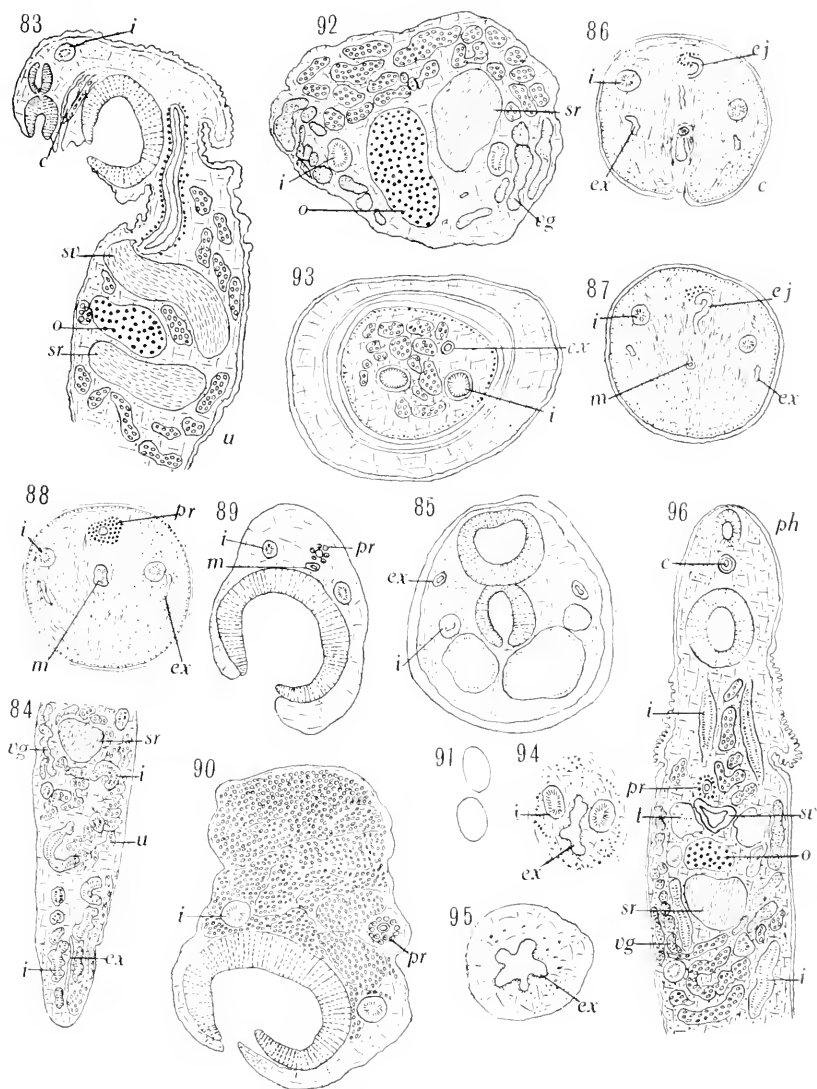 83
i
c
sv
o
sr
u
92
i
o
sr
vg
86
i
ej
ex
c
93
ex
i
87
i
ej
m
ex
88
i
pr
m
ex
89
i
pr
m
85
ex
i
96
ph
c
i
pr
t
sv
o
sr
vg
i
84
vg
sr
i
u
ex
i
90
i
pr
91
94
i
ex
95
ex